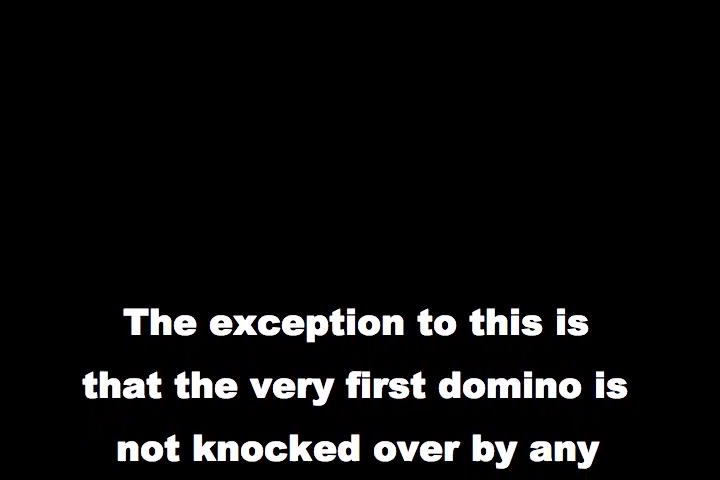 The exception to this is
that the very first domino is
not knocked over by any